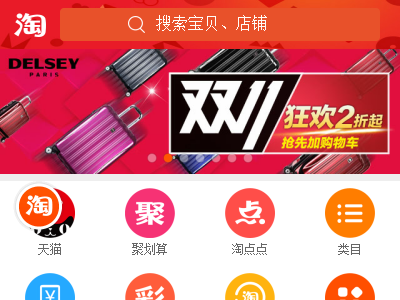 淘
搜索宝贝、店铺
DELSEY
PARIS
双11
狂欢2折起
抢先加购物车
淘
聚
点
天猫
聚划算
淘点点
类目
彩
淘